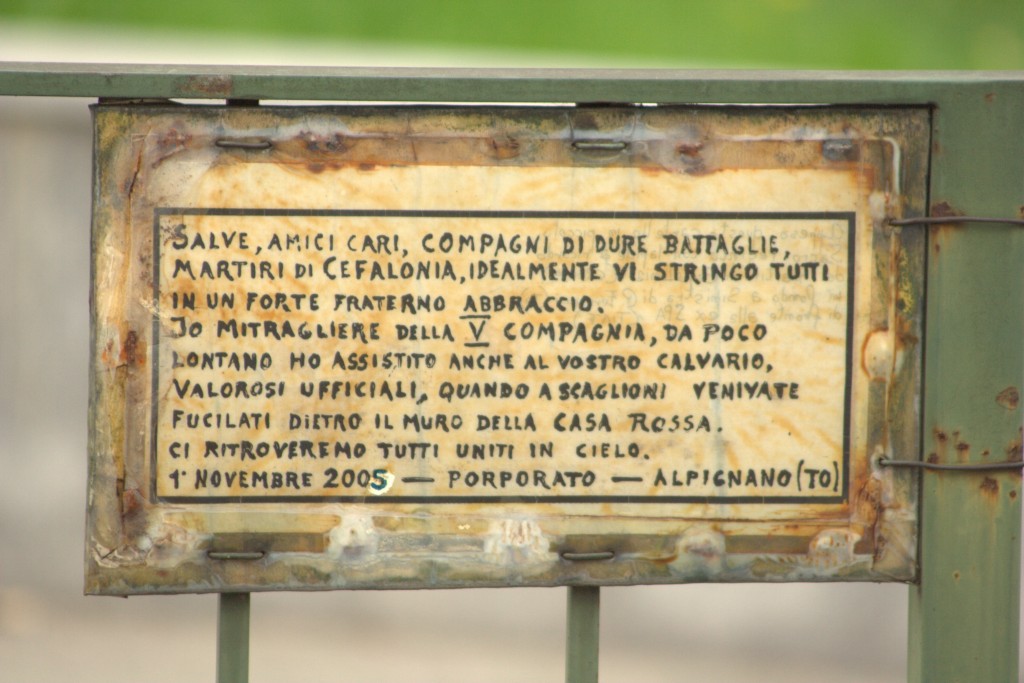 SALVE, AMICI CARI, COMPAGNI DI DURE BATTAGLIE,
MARTIRI DI CEFALONIA, IDEALMENTE VI STRINGO TUTTI
IN UN FORTE FRATERNO ABBRACCIO.
IO MITRAGLIERE DELLA V COMPAGNIA, DA POCO
LONTANO HO ASSISTITO ANCHE AL VOSTRO CALVARIO,
VALOROSI UFFICIALI, QUANDO A SCAGLIONI VENIVATE
FUCILATI DIETRO IL MURO DELLA CASA ROSSA.
CI RITROVEREMO TUTTI UNITI IN CIELO.
1° NOVEMBRE 2005 — PORPORATO — ALPIGNANO (TO)